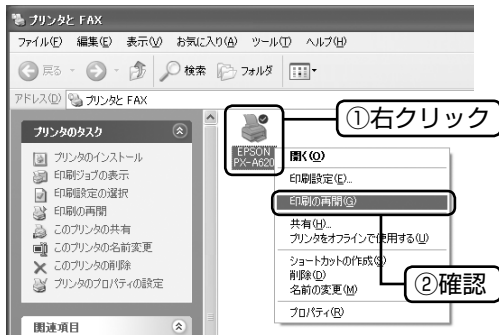 プリンタと FAX
ファイル(F) 編集(E) 表示(V) お気に入り(A) ツール(T) ヘルプ(H)
戻る 検索 フォルダ
アドレス(D) プリンタと FAX
プリンタのタスク
プリンタのインストール
印刷ジョブの表示
印刷設定の選択
印刷の再開
このプリンタの共有
このプリンタの名前変更
このプリンタの削除
プリンタのプロパティの設定
関連項目
EPSON
PX-A620
①右クリック
開く(O)
印刷設定(E)...
印刷の再開(G)
共有(H)...
プリンタをオフラインで使用する(U)
ショートカットの作成(S)
削除(D)
名前の変更(M)
プロパティ(R)
②確認